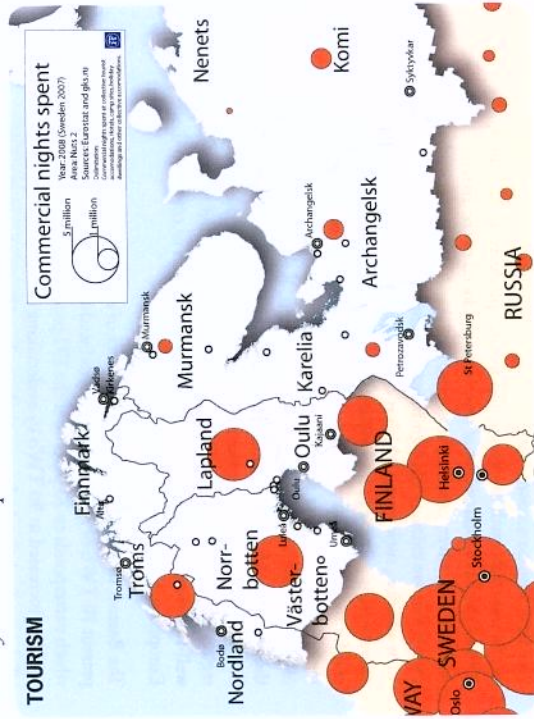 TOURISM
Commercial nights spent
Year: 2008 (Sweden 2007)
Area: Nuts 2
Sources: Eurostat and gks.ru
5 million
1 million
Nenets
Komi
Syktyvkar
Archangelsk
Archangelsk
Murmansk
Murmansk
Vadsø
Kirkenes
Finnmark
Alta
Tromsø
Troms
Lapland
Karelia
Petrozavodsk
Oulu
Oulu
Kajaani
Norr-
botten
Luleå
Väster-
botten
Umeå
Bodø
Nordland
FINLAND
Helsinki
St Petersburg
RUSSIA
Stockholm
SWEDEN
WAY
Oslo